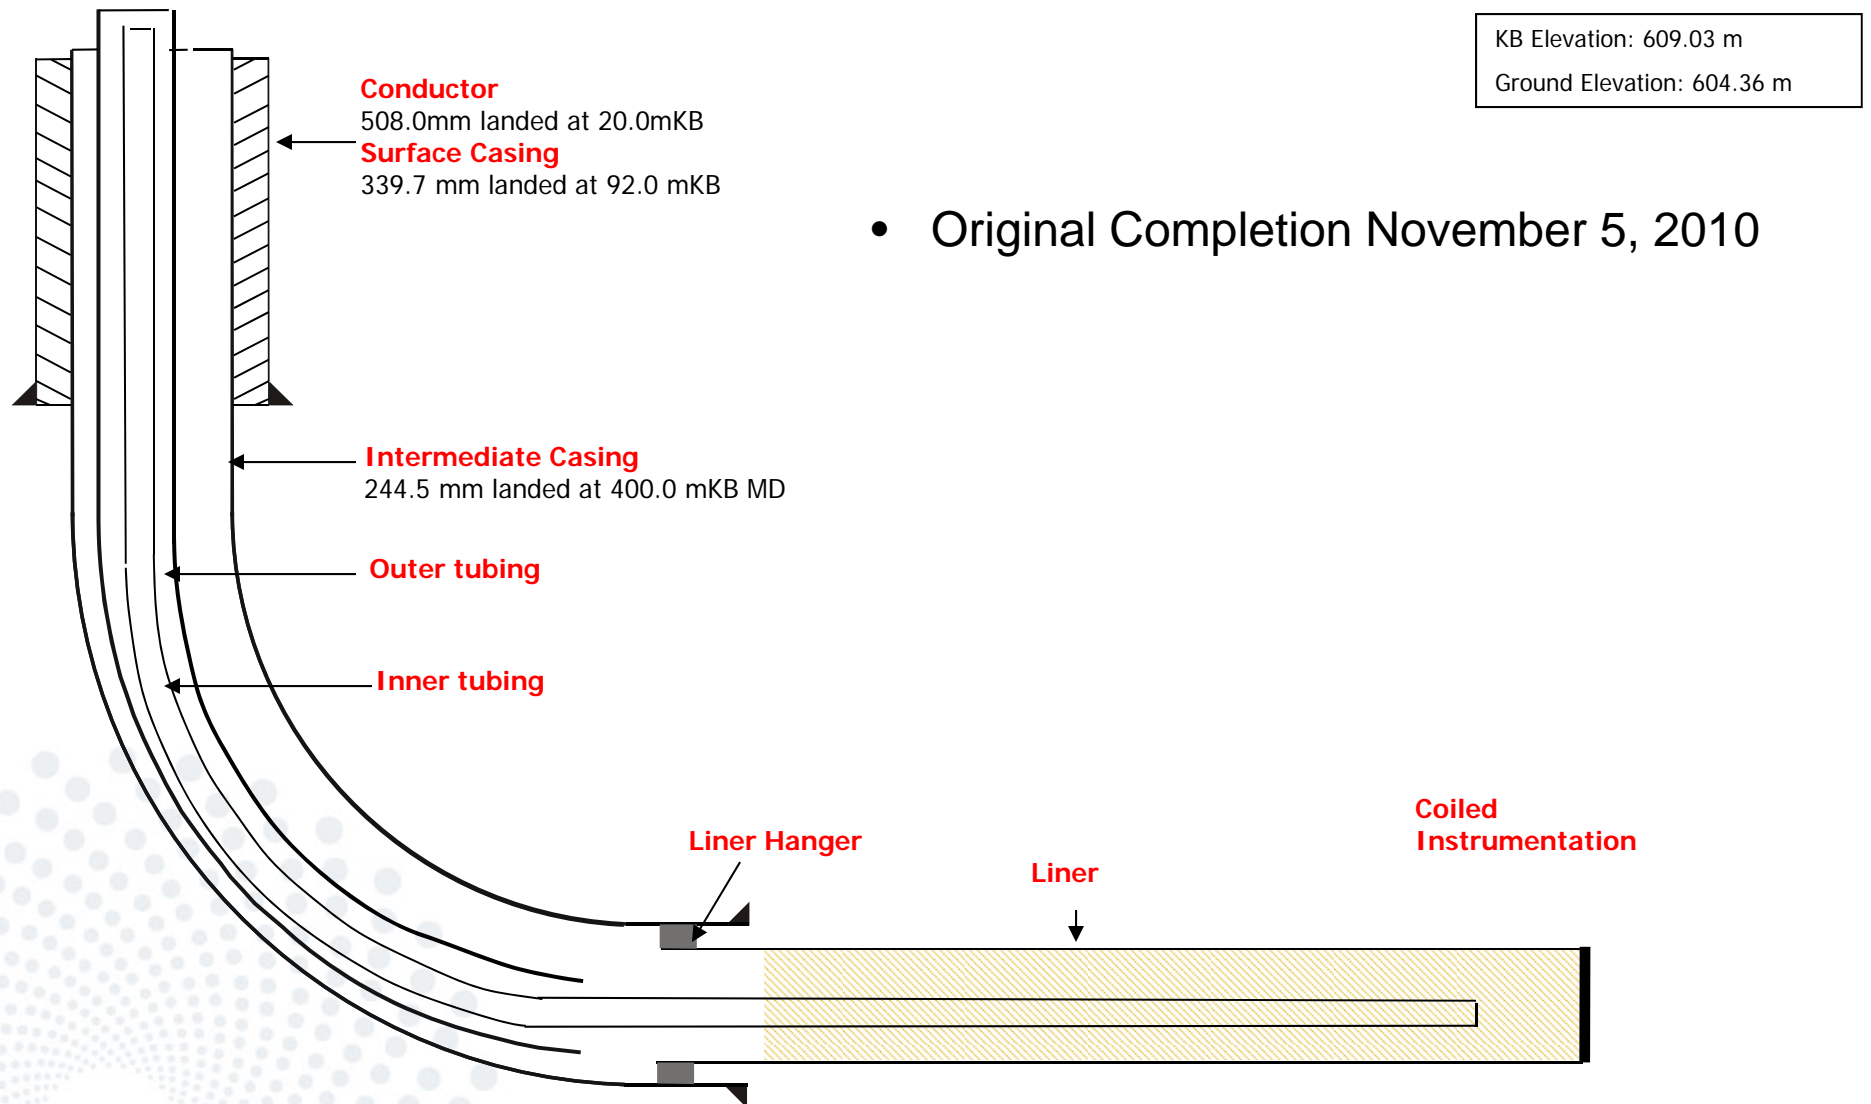 KB Elevation: 609.03 m
Ground Elevation: 604.36 m
Conductor
508.0mm landed at 20.0mKB
Surface Casing
339.7 mm landed at 92.0 mKB
• Original Completion November 5, 2010
Intermediate Casing
244.5 mm landed at 400.0 mKB MD
Outer tubing
Inner tubing
Coiled
Instrumentation
Liner Hanger
Liner